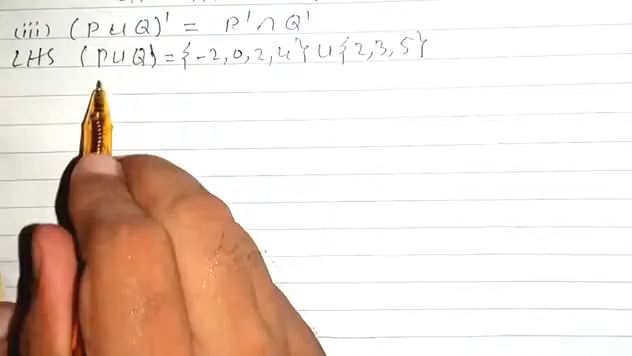 (iii) (P ∪ Q)' = P' ∩ Q'
LHS (P∪Q) = {-2, 0, 2, 4} ∪ {2, 3, 5}